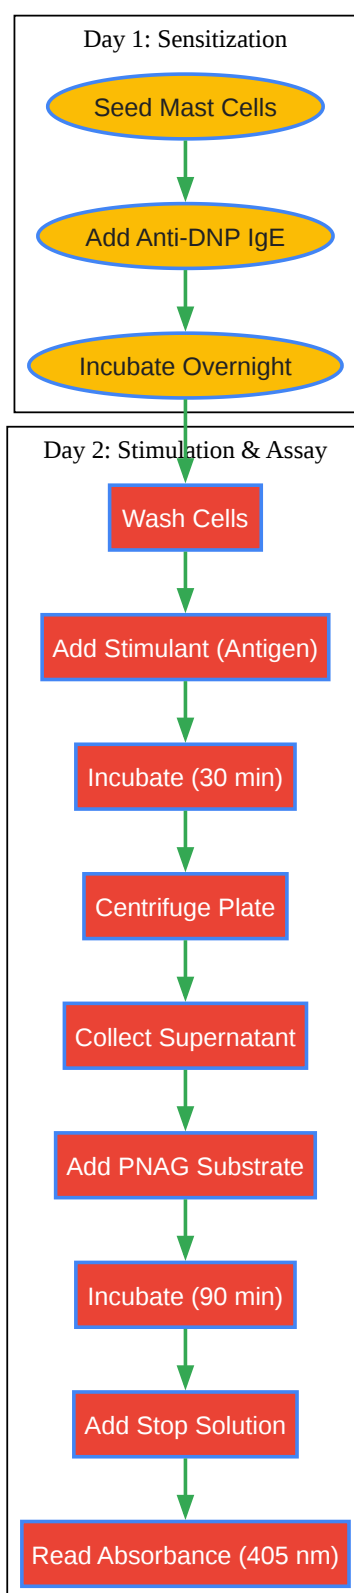 Day 1: Sensitization
Seed Mast Cells
Add Anti-DNP IgE
Incubate Overnight
Day 2: Stimulation & Assay
Wash Cells
Add Stimulant (Antigen)
Incubate (30 min)
Centrifuge Plate
Collect Supernatant
Add PNAG Substrate
Incubate (90 min)
Add Stop Solution
Read Absorbance (405 nm)